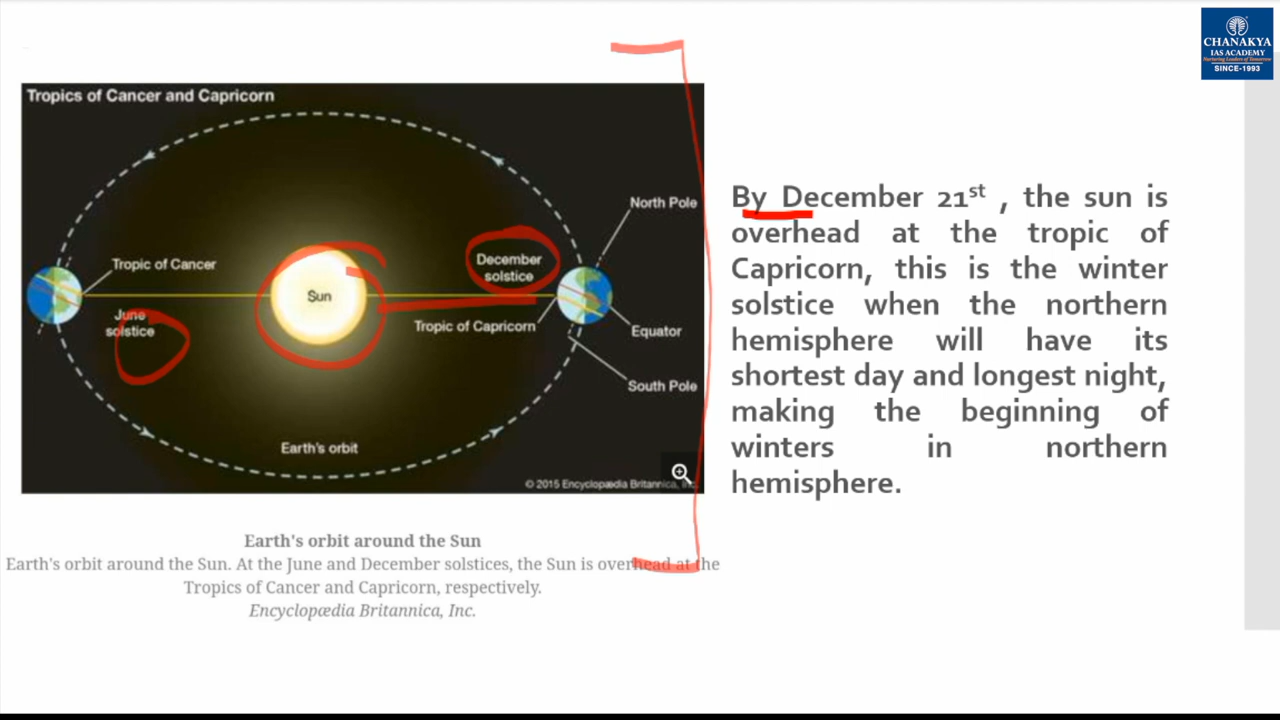 CHANAKYA
IAS ACADEMY
Nurturing Leaders of Tomorrow
SINCE-1993
Tropics of Cancer and Capricorn
North Pole
Tropic of Cancer
December
solstice
Sun
June
solstice
Tropic of Capricorn
Equator
South Pole
Earth's orbit
© 2015 Encyclopædia Britannica, Inc.
Earth's orbit around the Sun
Earth's orbit around the Sun. At the June and December solstices, the Sun is overhead at the
Tropics of Cancer and Capricorn, respectively.
Encyclopædia Britannica, Inc.
By December 21st , the sun is
overhead at the tropic of
Capricorn, this is the winter
solstice when the northern
hemisphere will have its
shortest day and longest night,
making the beginning of
winters in northern
hemisphere.